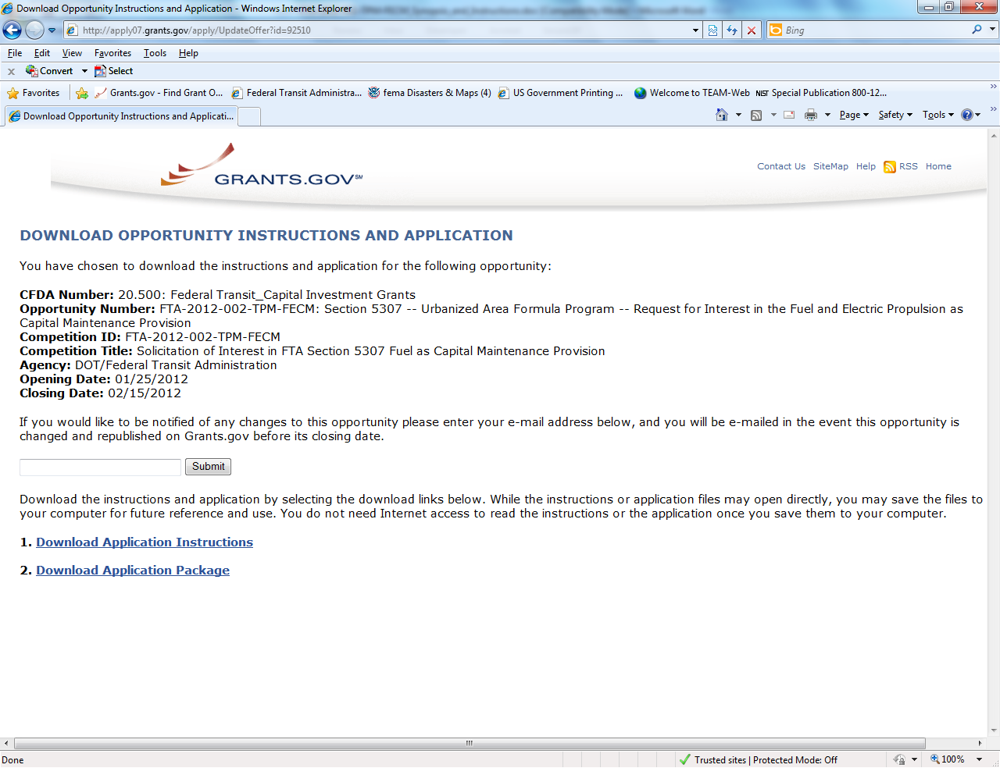 Download Opportunity Instructions and Application - Windows Internet Explorer
http://apply07.grants.gov/apply/UpdateOffer?id=92510
Bing
File Edit View Favorites Tools Help
x Convert Select
Favorites Grants.gov - Find Grant O... Federal Transit Administra... fema Disasters & Maps (4) US Government Printing ... Welcome to TEAM-Web NIST Special Publication 800-12...
Download Opportunity Instructions and Applicati... Page Safety Tools
GRANTS.GOV℠
Contact Us SiteMap Help RSS Home
DOWNLOAD OPPORTUNITY INSTRUCTIONS AND APPLICATION
You have chosen to download the instructions and application for the following opportunity:
CFDA Number: 20.500: Federal Transit_Capital Investment Grants
Opportunity Number: FTA-2012-002-TPM-FECM: Section 5307 -- Urbanized Area Formula Program -- Request for Interest in the Fuel and Electric Propulsion as
Capital Maintenance Provision
Competition ID: FTA-2012-002-TPM-FECM
Competition Title: Solicitation of Interest in FTA Section 5307 Fuel as Capital Maintenance Provision
Agency: DOT/Federal Transit Administration
Opening Date: 01/25/2012
Closing Date: 02/15/2012
If you would like to be notified of any changes to this opportunity please enter your e-mail address below, and you will be e-mailed in the event this opportunity is
changed and republished on Grants.gov before its closing date.
Submit
Download the instructions and application by selecting the download links below. While the instructions or application files may open directly, you may save the files to
your computer for future reference and use. You do not need Internet access to read the instructions or the application once you save them to your computer.
1. Download Application Instructions
2. Download Application Package
Done Trusted sites | Protected Mode: Off 100%